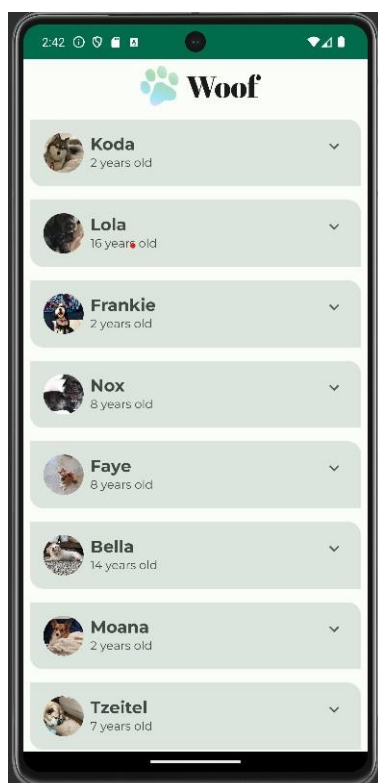 2:42
Woof
Koda
2 years old
Lola
16 years old
Frankie
2 years old
Nox
8 years old
Faye
8 years old
Bella
14 years old
Moana
2 years old
Tzeitel
7 years old